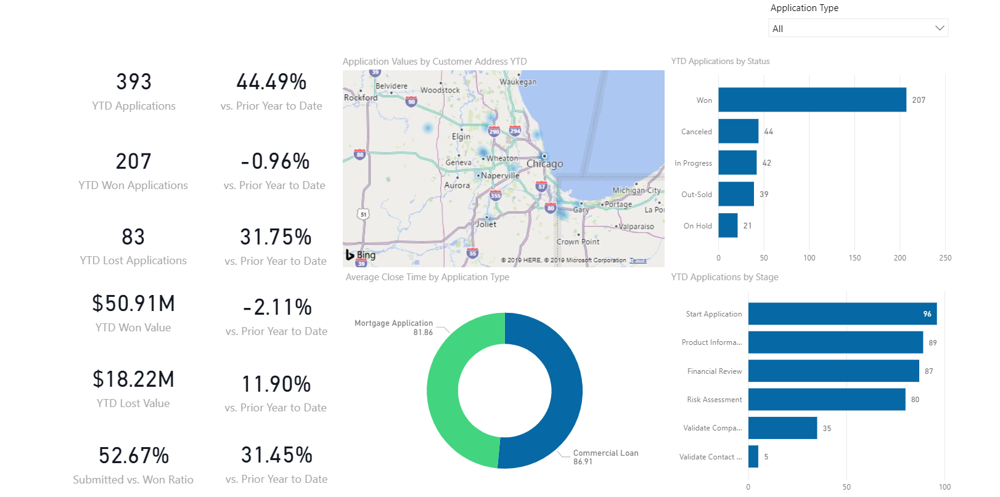 Application Type
All
393
YTD Applications
44.49%
vs. Prior Year to Date
207
YTD Won Applications
-0.96%
vs. Prior Year to Date
83
YTD Lost Applications
31.75%
vs. Prior Year to Date
$50.91M
YTD Won Value
-2.11%
vs. Prior Year to Date
$18.22M
YTD Lost Value
11.90%
vs. Prior Year to Date
52.67%
Submitted vs. Won Ratio
31.45%
vs. Prior Year to Date
Application Values by Customer Address YTD
39
Waukegan
Belvidere
Woodstock
Rockford
90
290
294
Elgin
88
Geneva
Wheaton
Chicago
Naperville
Aurora
57
Michigan City
355
80
Gary
Portage
La Por
51
Joliet
Valparaiso
Crown Point
55
Bing
39
© 2019 HERE, © 2019 Microsoft Corporation Terms
Average Close Time by Application Type
Mortgage Application
81.86
Commercial Loan
86.91
YTD Applications by Status
Won 207
Canceled 44
In Progress 42
Out-Sold 39
On Hold 21
0 50 100 150 200 250
YTD Applications by Stage
Start Application 96
Product Informa... 89
Financial Review 87
Risk Assessment 80
Validate Compa... 35
Validate Contact ... 5
0 50 100